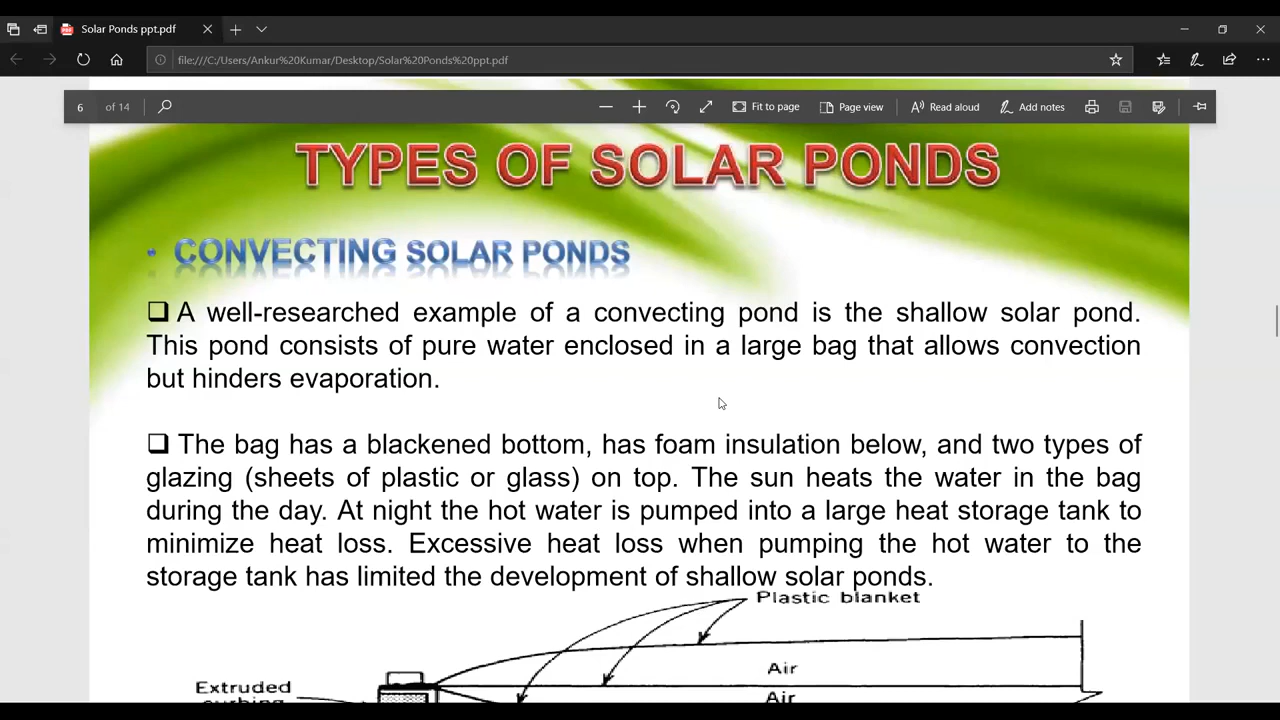 Solar Ponds ppt.pdf
file:///C:/Users/Ankur%20Kumar/Desktop/Solar%20Ponds%20ppt.pdf
6 of 14 Fit to page Page view Read aloud Add notes
TYPES OF SOLAR PONDS
• CONVECTING SOLAR PONDS
❑ A well-researched example of a convecting pond is the shallow solar pond.
This pond consists of pure water enclosed in a large bag that allows convection
but hinders evaporation.
❑ The bag has a blackened bottom, has foam insulation below, and two types of
glazing (sheets of plastic or glass) on top. The sun heats the water in the bag
during the day. At night the hot water is pumped into a large heat storage tank to
minimize heat loss. Excessive heat loss when pumping the hot water to the
storage tank has limited the development of shallow solar ponds.
Plastic blanket
Air
Extruded
Air